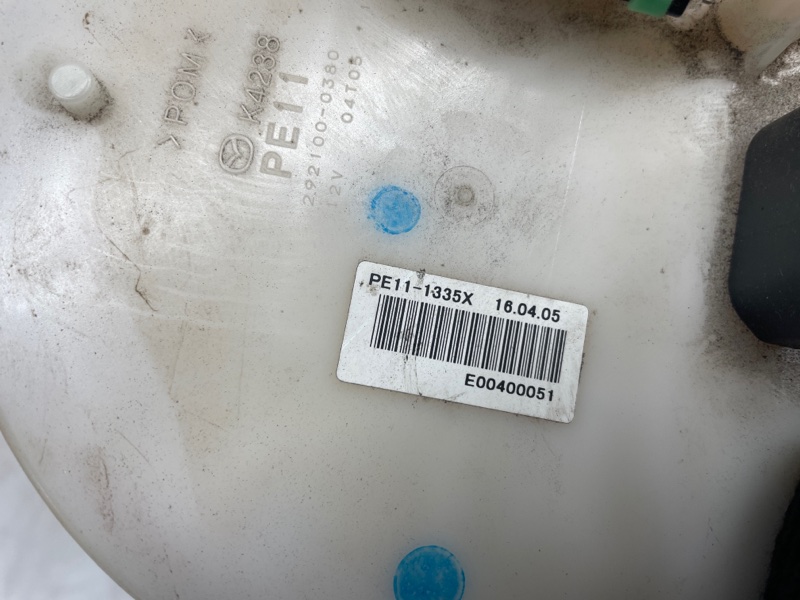 >POM<
K4238
PE11
292100-0380
12V 04T05
PE11-1335X 16.04.05
E00400051